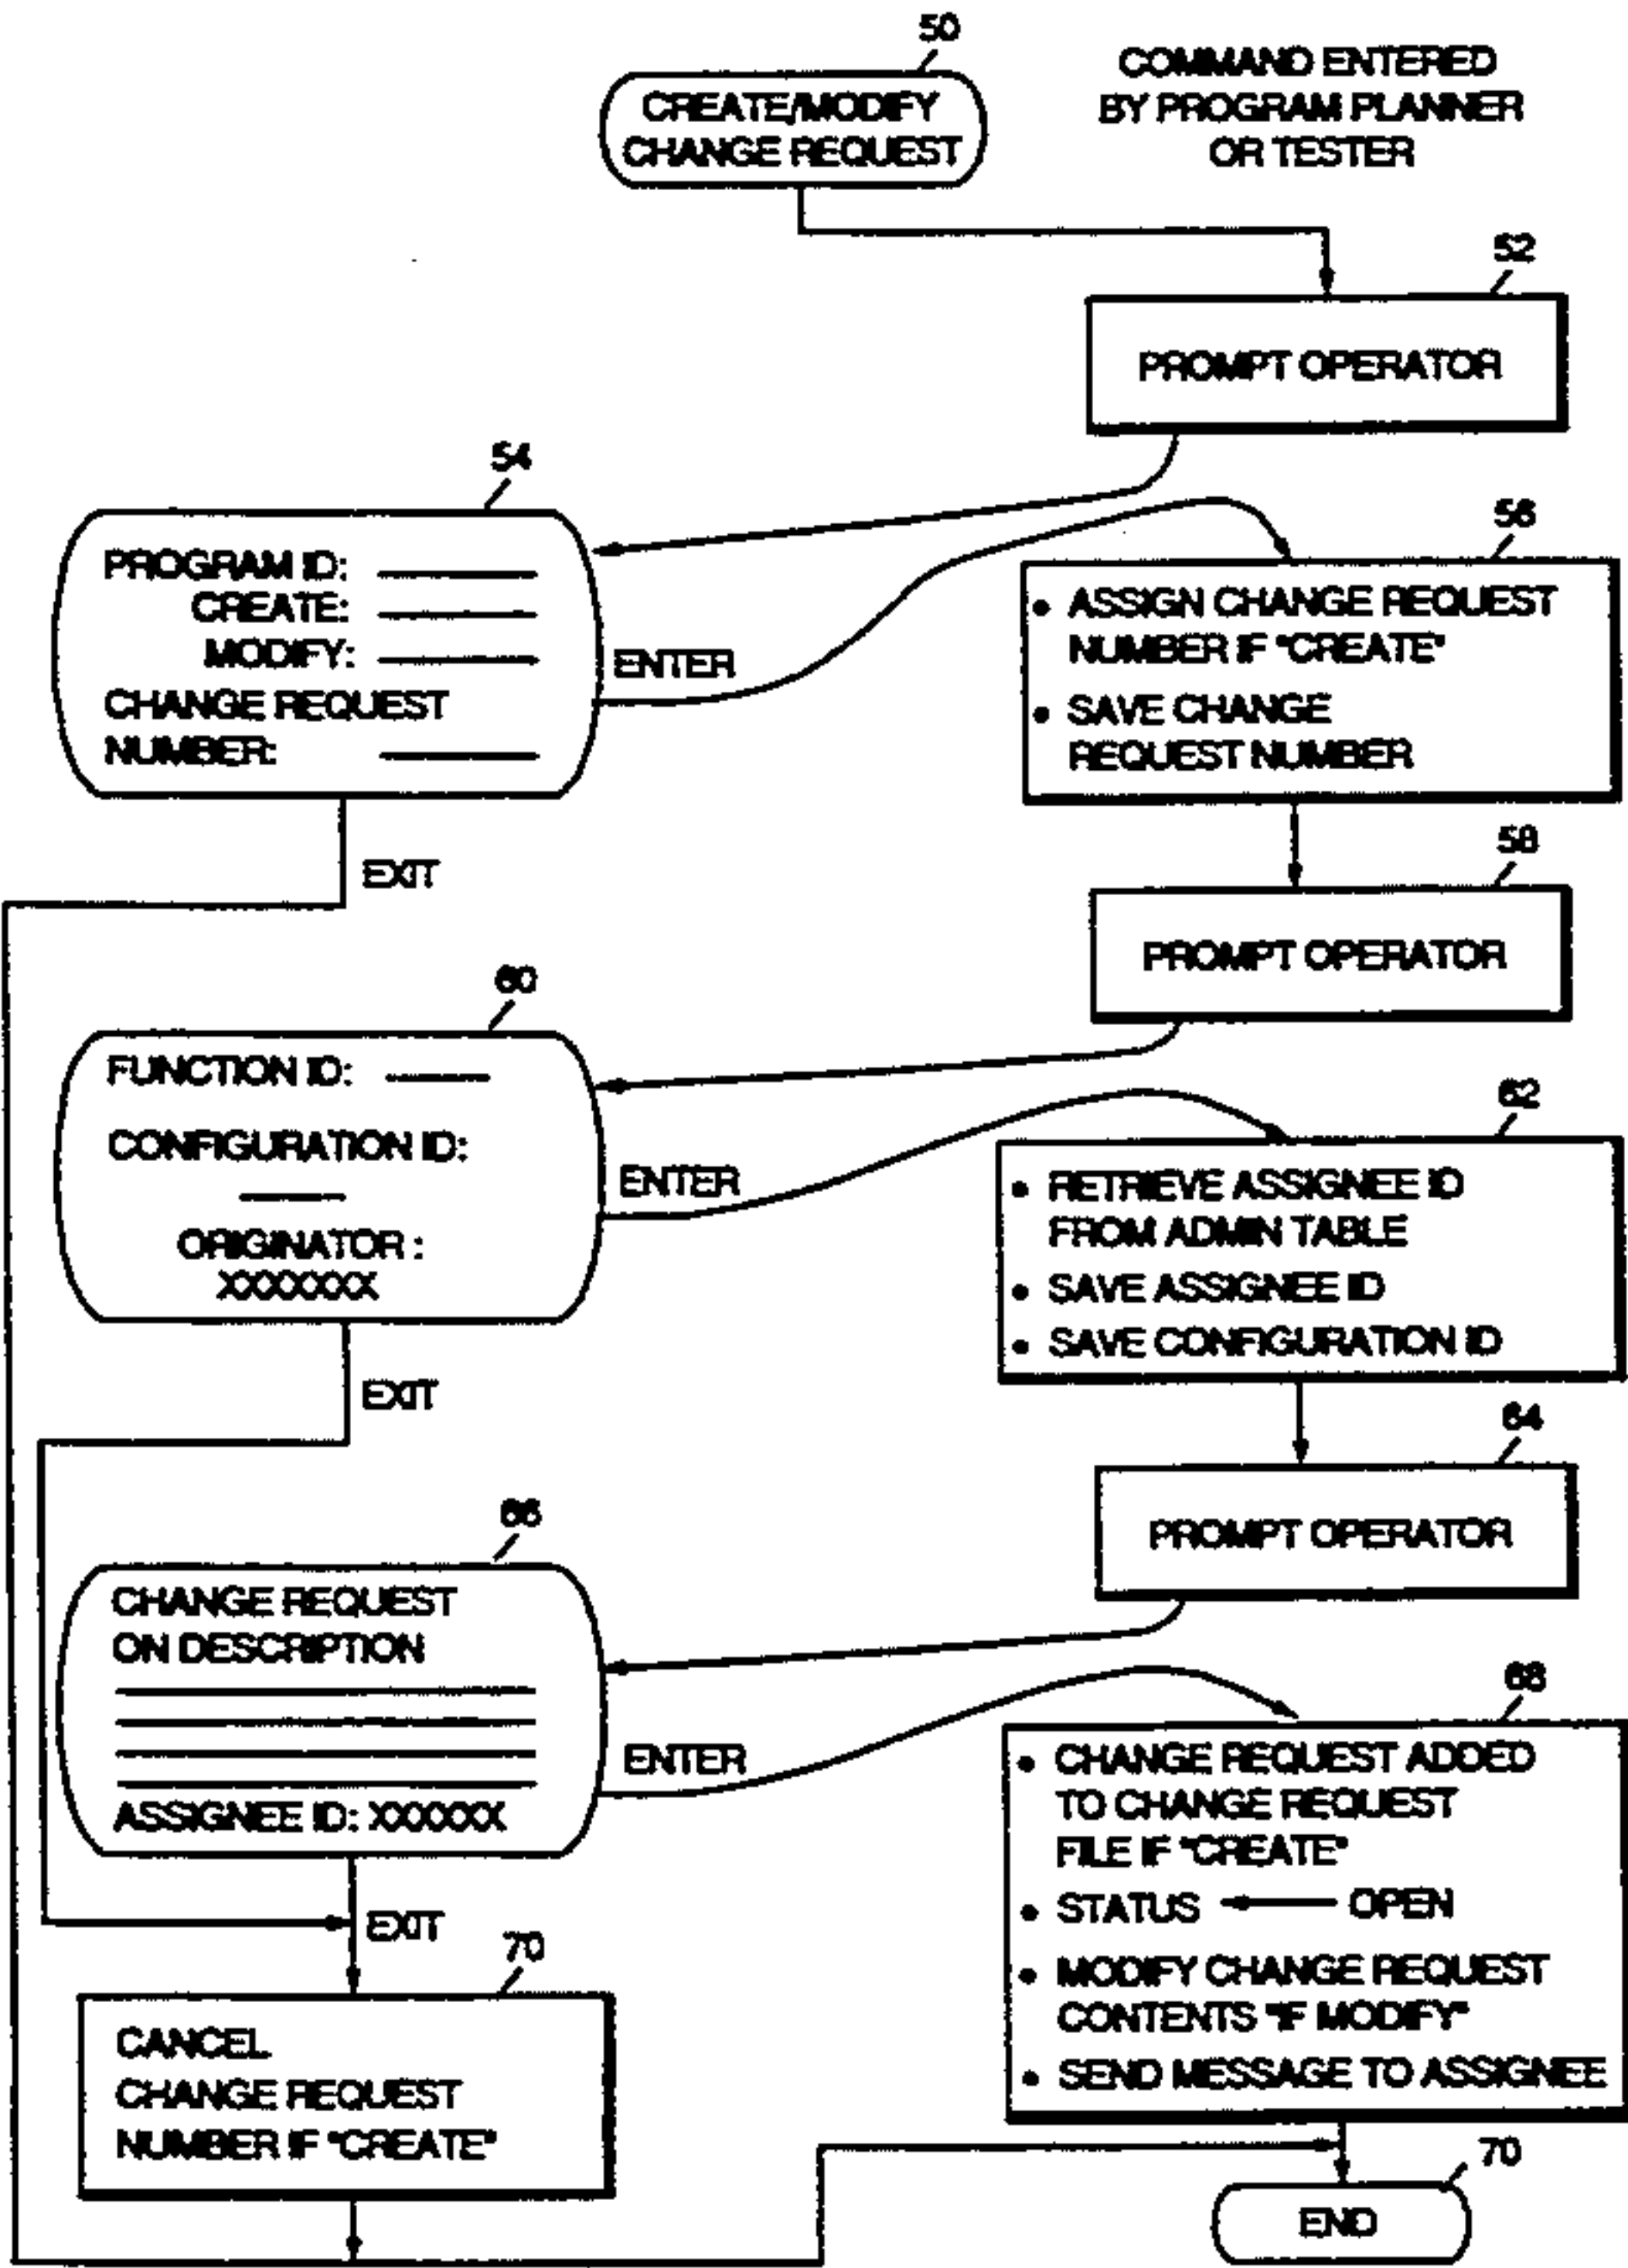 50
CREATE/MODIFY
CHANGE REQUEST
COMMAND ENTERED
BY PROGRAM PLANNER
OR TESTER
52
PROMPT OPERATOR
54
PROGRAM ID:
CREATE:
MODIFY:
CHANGE REQUEST
NUMBER:
ENTER
EXIT
56
• ASSIGN CHANGE REQUEST
NUMBER IF "CREATE"
• SAVE CHANGE
REQUEST NUMBER
58
PROMPT OPERATOR
60
FUNCTION ID:
CONFIGURATION ID:
ORIGINATOR :
XXXXXXXX
ENTER
EXIT
62
• RETRIEVE ASSIGNEE ID
FROM ADMIN TABLE
• SAVE ASSIGNEE ID
• SAVE CONFIGURATION ID
64
PROMPT OPERATOR
66
CHANGE REQUEST
ON DESCRIPTION
ASSIGNEE ID: XXXXXXX
ENTER
EXIT
68
• CHANGE REQUEST ADDED
TO CHANGE REQUEST
FILE IF "CREATE"
• STATUS ← OPEN
• MODIFY CHANGE REQUEST
CONTENTS "IF MODIFY"
• SEND MESSAGE TO ASSIGNEE
70
CANCEL
CHANGE REQUEST
NUMBER IF "CREATE"
70
END